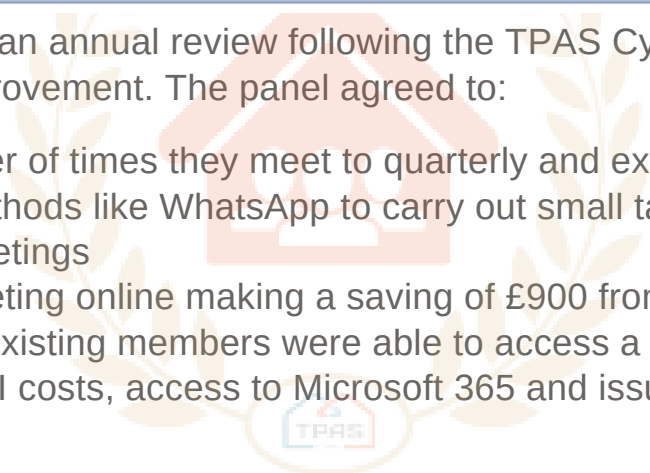 an annual review following the TPAS Cy
rovement. The panel agreed to:
er of times they meet to quarterly and ex
thods like WhatsApp to carry out small ta
etings
eting online making a saving of £900 from
xisting members were able to access a
I costs, access to Microsoft 365 and issu
TPAS